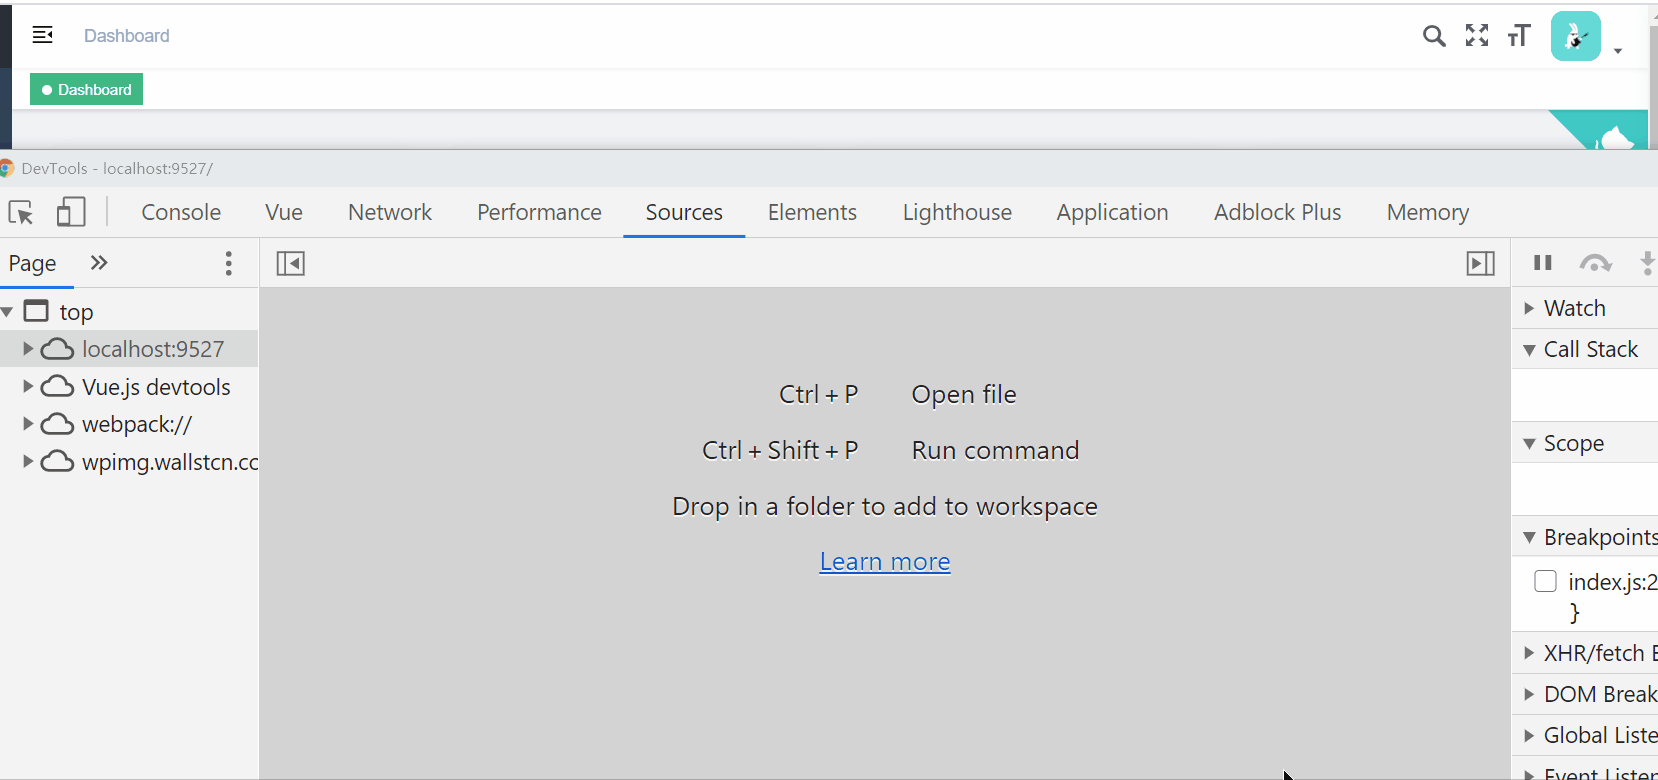 Dashboard
Dashboard
DevTools - localhost:9527/
Console Vue Network Performance Sources Elements Lighthouse Application Adblock Plus Memory
Page
top
localhost:9527
Vue.js devtools
webpack://
wpimg.wallstcn.cc
Ctrl + P Open file
Ctrl + Shift + P Run command
Drop in a folder to add to workspace
Learn more
Watch
Call Stack
Scope
Breakpoints
index.js:2
}
XHR/fetch
DOM Break
Global Liste
Event Listen